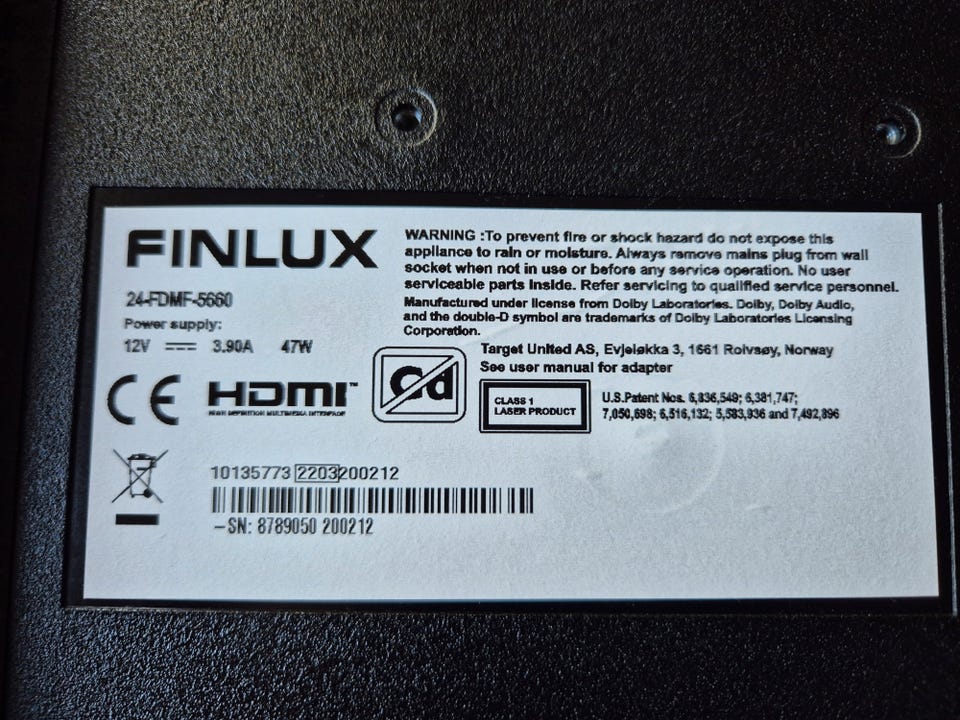 FINLUX
24-FDMF-5660
Power supply:
12V 3.90A 47W
WARNING :To prevent fire or shock hazard do not expose this
appliance to rain or moisture. Always remove mains plug from wall
socket when not in use or before any service operation. No user
serviceable parts inside. Refer servicing to qualified service personnel.
Manufactured under license from Dolby Laboratories. Dolby, Dolby Audio,
and the double-D symbol are trademarks of Dolby Laboratories Licensing
Corporation.
CE
HDMI™
HIGH DEFINITION MULTIMEDIA INTERFACE
Cd
Target United AS, Evjeløkka 3, 1661 Rolvsøy, Norway
See user manual for adapter
CLASS 1
LASER PRODUCT
U.S.Patent Nos. 6,836,549; 6,381,747;
7,050,698; 6,516,132; 5,583,936 and 7,492,896
10135773 2203200212
-SN: 8789050 200212